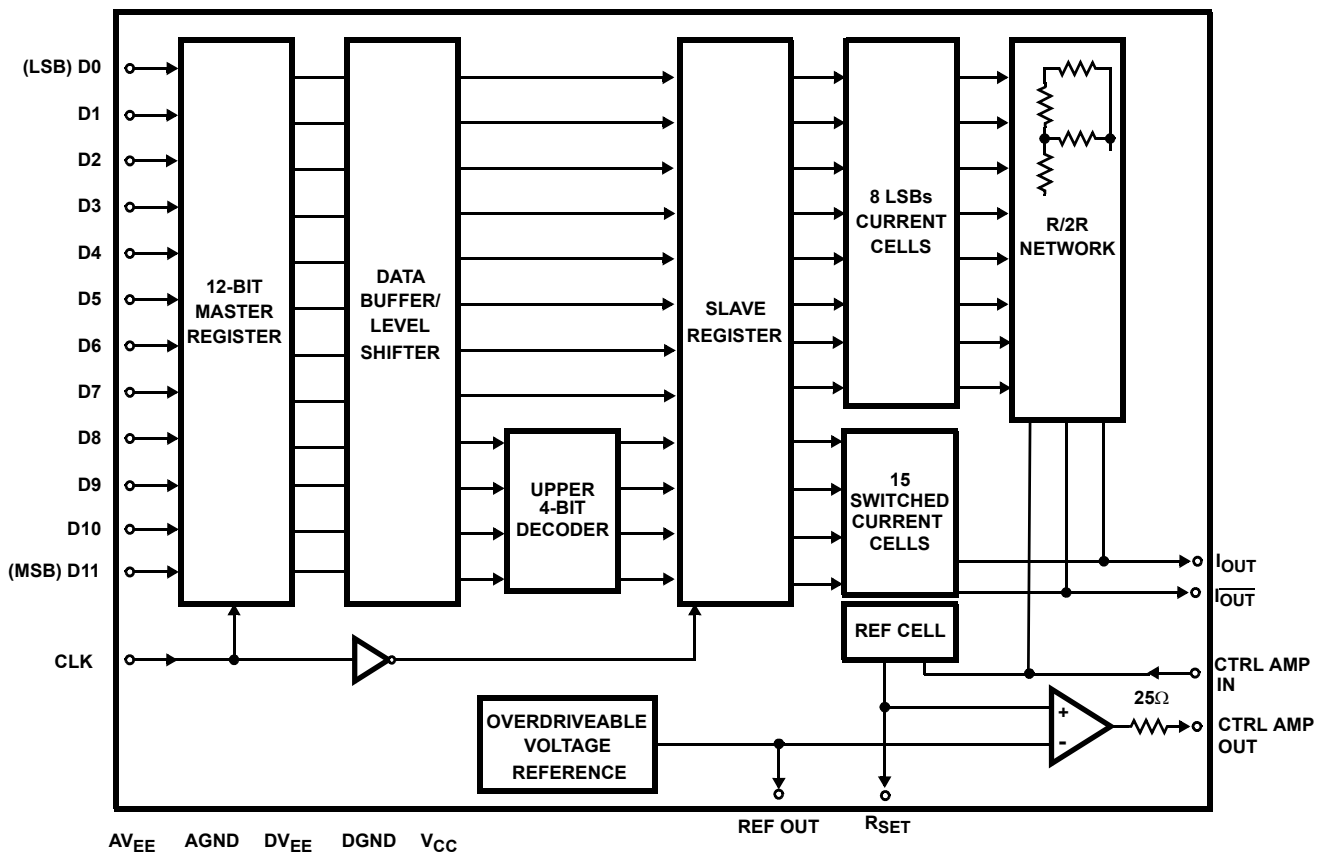 (LSB) D0
D1
D2
D3
D4
D5
D6
D7
D8
D9
D10
(MSB) D11
CLK
12-BIT
MASTER
REGISTER
DATA
BUFFER/
LEVEL
SHIFTER
UPPER
4-BIT
DECODER
SLAVE
REGISTER
8 LSBs
CURRENT
CELLS
R/2R
NETWORK
15
SWITCHED
CURRENT
CELLS
REF CELL
OVERDRIVEABLE
VOLTAGE
REFERENCE
+
-
25Ω
IOUT
I̅O̅U̅T̅
CTRL AMP
IN
CTRL AMP
OUT
REF OUT
RSET
AVEE AGND DVEE DGND VCC